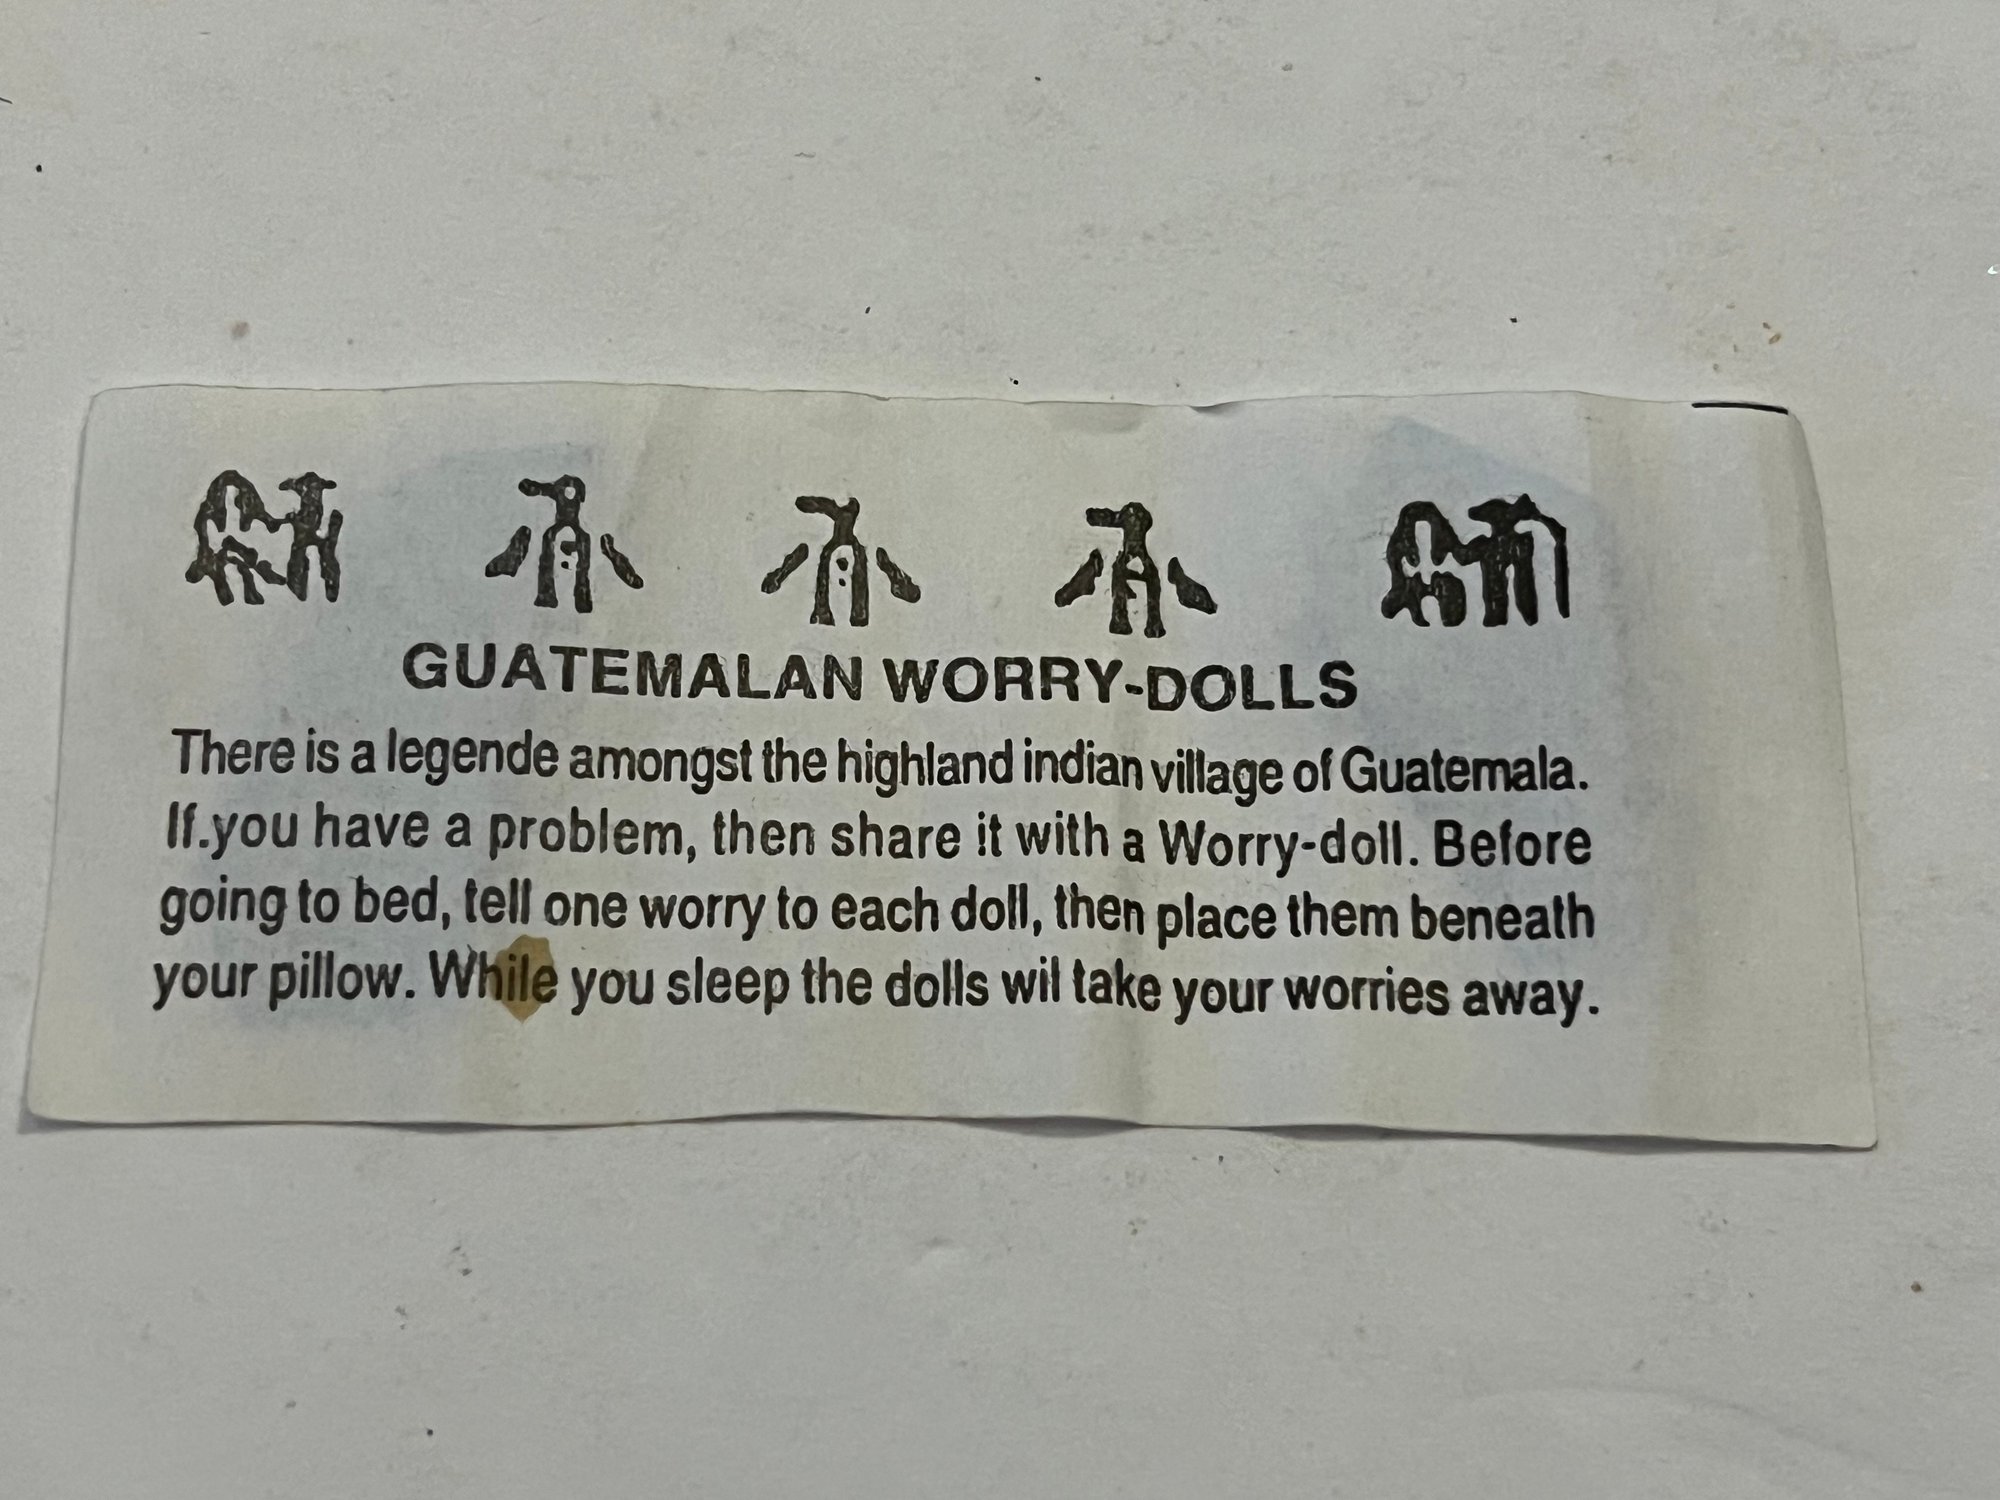 GUATEMALAN WORRY-DOLLS
There is a legende amongst the highland indian village of Guatemala.
If.you have a problem, then share it with a Worry-doll. Before
going to bed, tell one worry to each doll, then place them beneath
your pillow. While you sleep the dolls wil take your worries away.